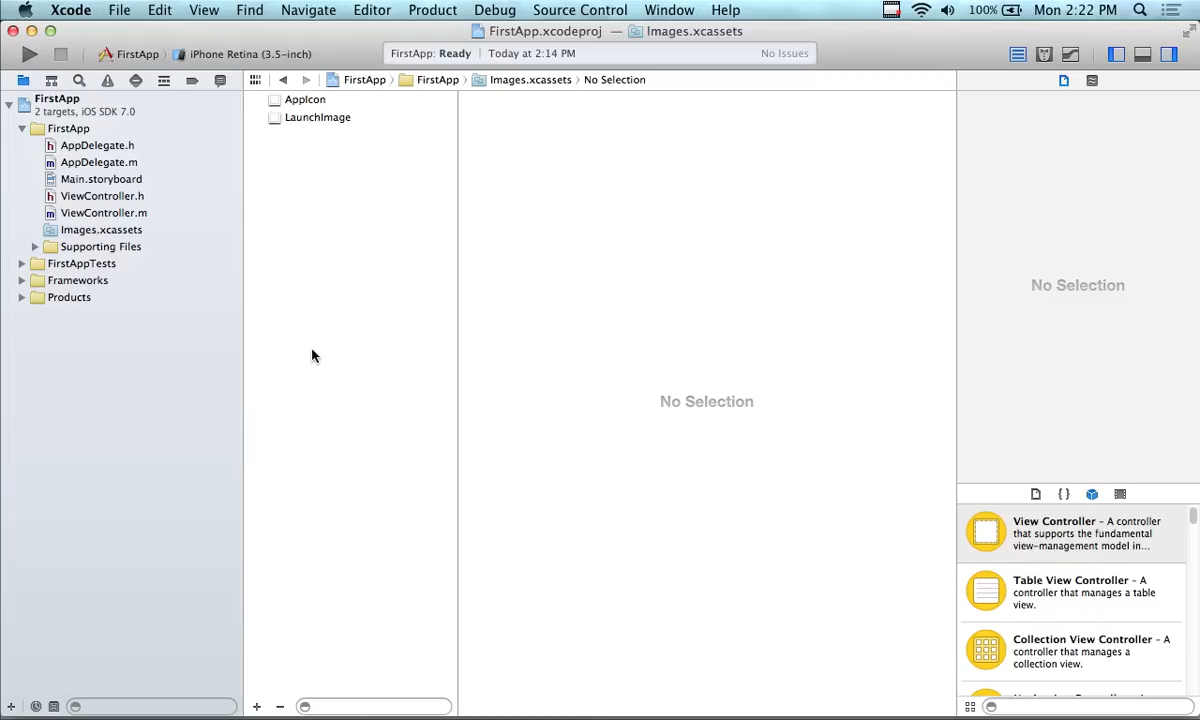 Xcode File Edit View Find Navigate Editor Product Debug Source Control Window Help 100% Mon 2:22 PM
FirstApp.xcodeproj — Images.xcassets
FirstApp › iPhone Retina (3.5-inch) FirstApp: Ready | Today at 2:14 PM No Issues
FirstApp › FirstApp › Images.xcassets › No Selection
FirstApp
2 targets, iOS SDK 7.0
FirstApp
AppDelegate.h
AppDelegate.m
Main.storyboard
ViewController.h
ViewController.m
Images.xcassets
Supporting Files
FirstAppTests
Frameworks
Products
AppIcon
LaunchImage
No Selection
No Selection
View Controller - A controller
that supports the fundamental
view-management model in...
Table View Controller - A
controller that manages a table
view.
Collection View Controller - A
controller that manages a
collection view.